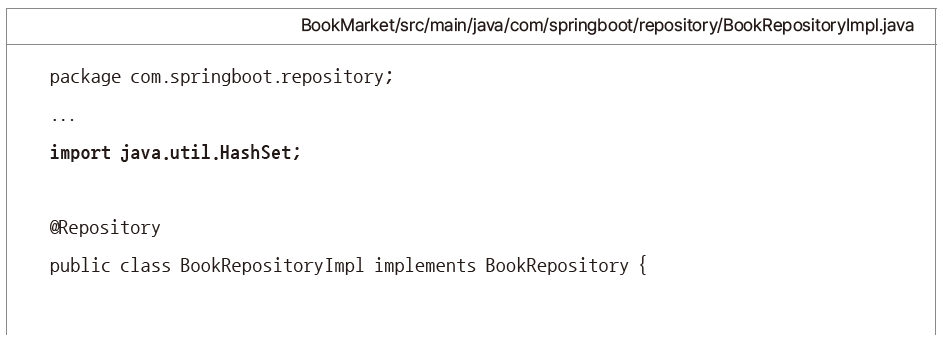 BookMarket/src/main/java/com/springboot/repository/BookRepositoryImpl.java
package com.springboot.repository;
...
import java.util.HashSet;
@Repository
public class BookRepositoryImpl implements BookRepository {